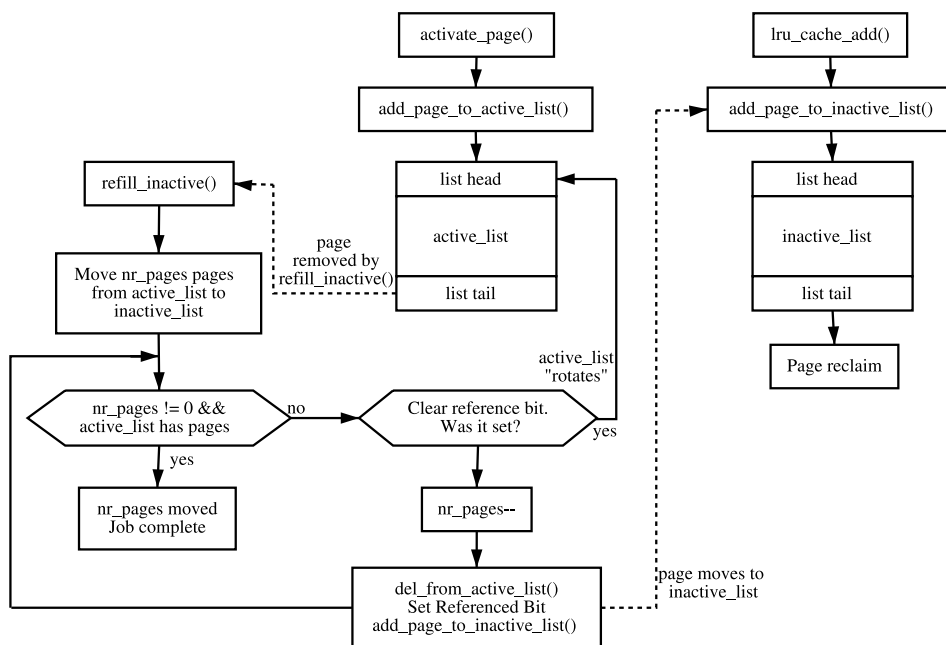 activate_page()
lru_cache_add()
add_page_to_active_list()
add_page_to_inactive_list()
refill_inactive()
list head
active_list
list tail
list head
inactive_list
list tail
page
removed by
refill_inactive()
Move nr_pages pages
from active_list to
inactive_list
active_list
"rotates"
Page reclaim
nr_pages != 0 &&
active_list has pages
no
Clear reference bit.
Was it set?
yes
yes
nr_pages moved
Job complete
nr_pages--
del_from_active_list()
Set Referenced Bit
add_page_to_inactive_list()
page moves to
inactive_list